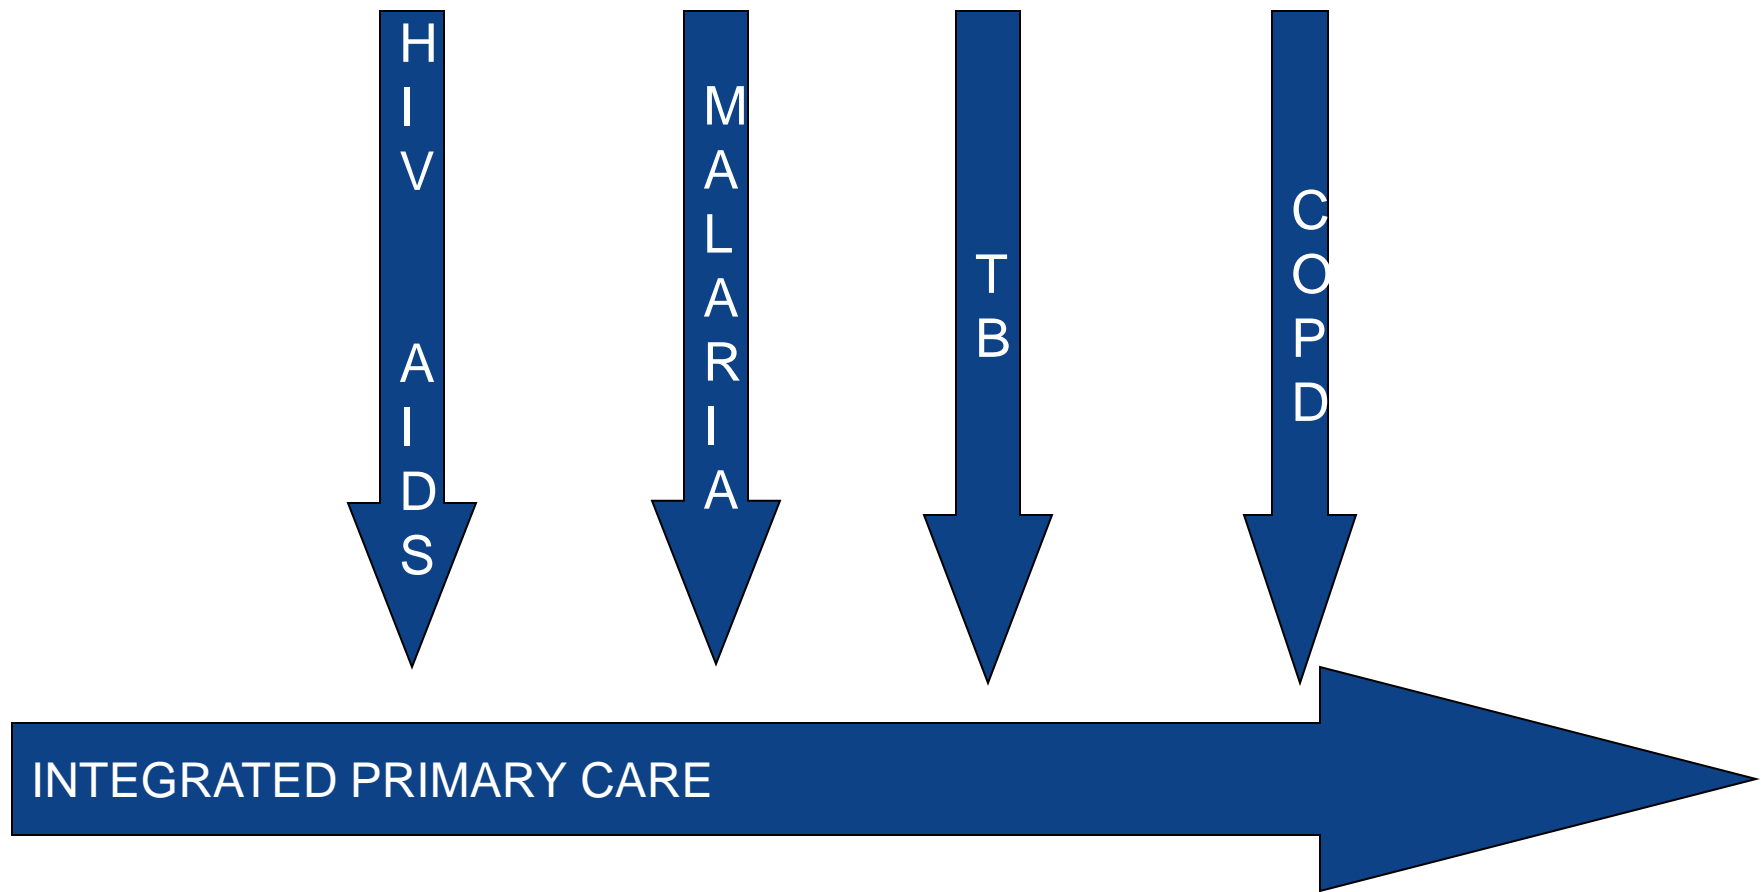 HIV AIDS
MALARIA
TB
COPD
INTEGRATED PRIMARY CARE